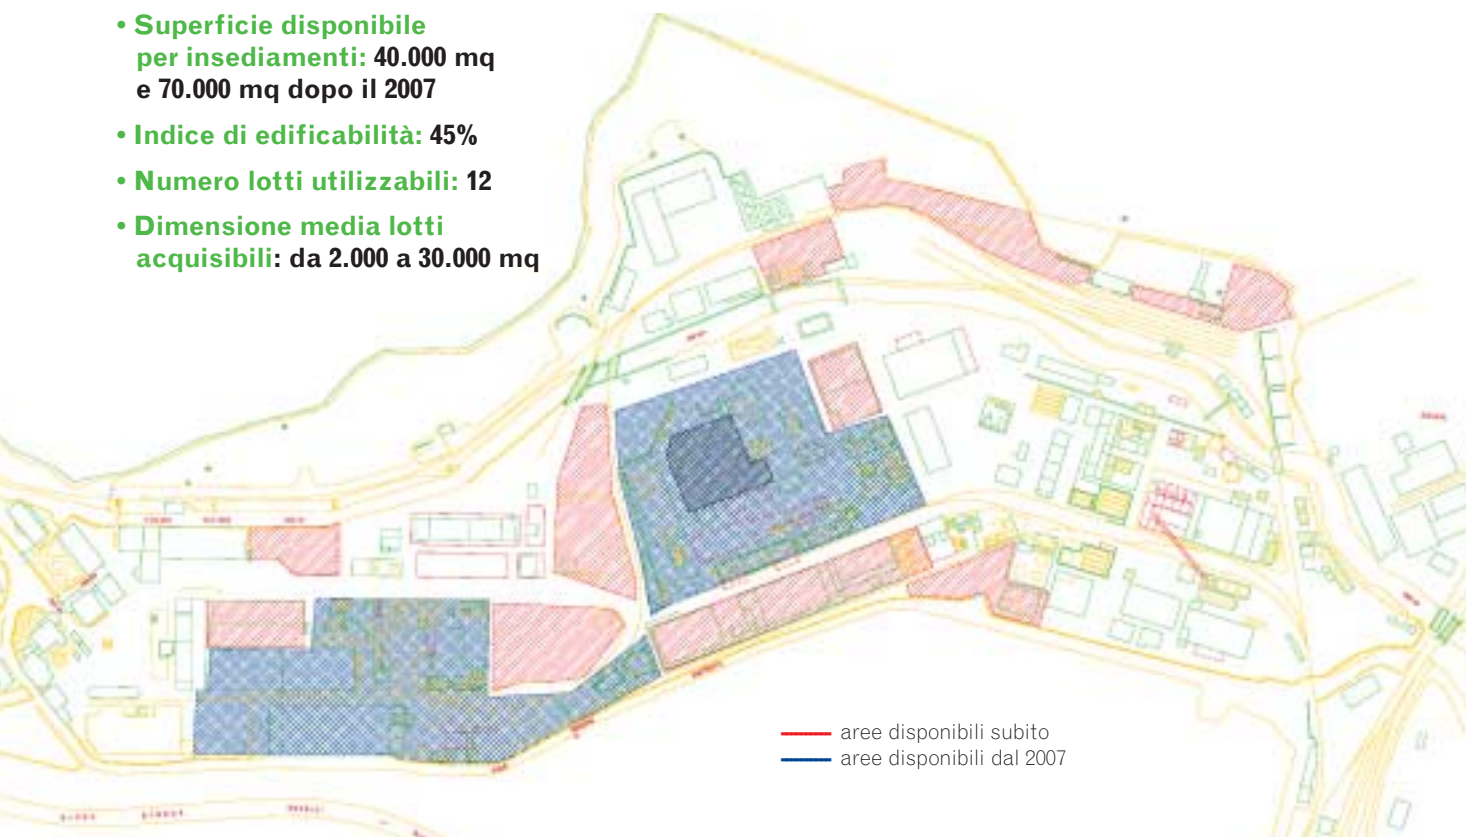 • Superficie disponibile
per insediamenti: 40.000 mq
e 70.000 mq dopo il 2007
• Indice di edificabilità: 45%
• Numero lotti utilizzabili: 12
• Dimensione media lotti
acquisibili: da 2.000 a 30.000 mq
aree disponibili subito
aree disponibili dal 2007